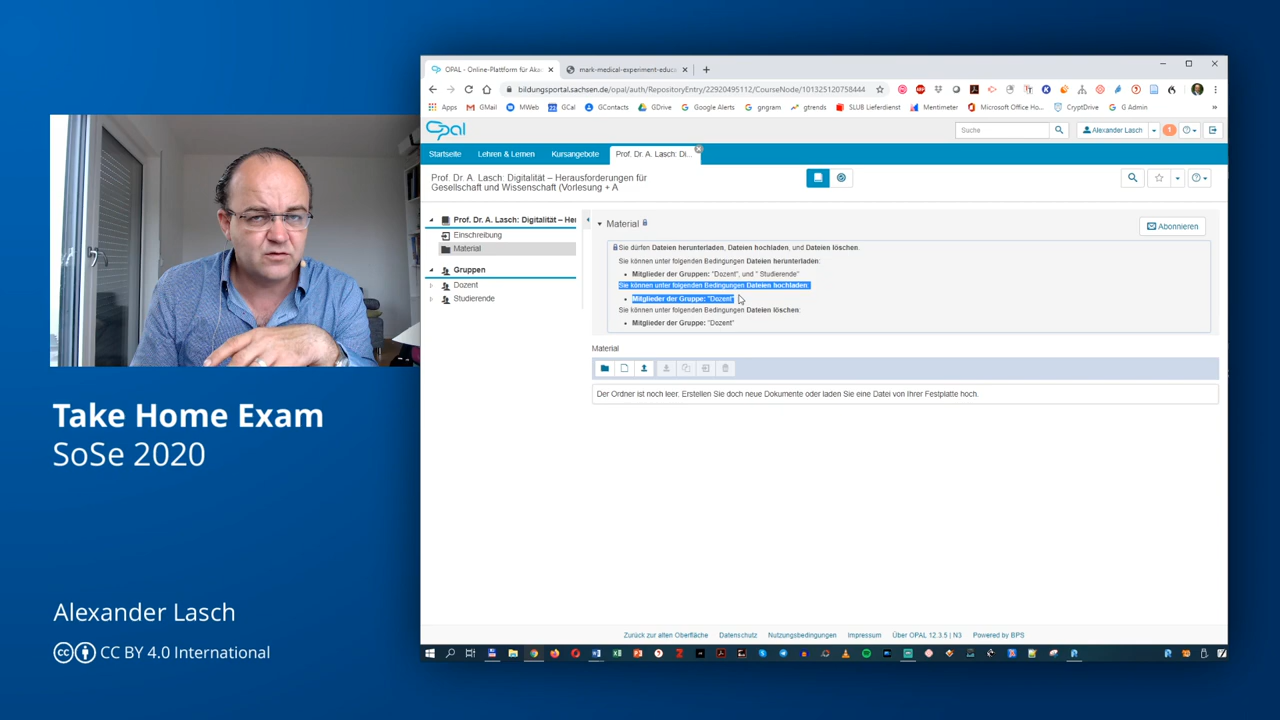 Take Home Exam
SoSe 2020
Alexander Lasch
CC BY 4.0 International
OPAL - Online-Plattform für Aka
mark-medical-experiment-educ
bildungsportal.sachsen.de/opal/auth/RepositoryEntry/22920495112/CourseNode/101325120758444
Apps
GMail
MWeb
GCal
GContacts
GDrive
Google Alerts
gngram
gtrends
SLUB Lieferdienst
Mentimeter
Microsoft Office Ho...
CryptDrive
G Admin
Opal
Suche
Alexander Lasch
1
Startseite
Lehren & Lernen
Kursangebote
Prof. Dr. A. Lasch: Di...
Prof. Dr. A. Lasch: Digitalität – Herausforderungen für
Gesellschaft und Wissenschaft (Vorlesung + A
Prof. Dr. A. Lasch: Digitalität – Her
Einschreibung
Material
Gruppen
Dozent
Studierende
Material
Abonnieren
Sie dürfen Dateien herunterladen, Dateien hochladen, und Dateien löschen.
Sie können unter folgenden Bedingungen Dateien herunterladen:
Mitglieder der Gruppen: "Dozent", und " Studierende"
Sie können unter folgenden Bedingungen Dateien hochladen:
Mitglieder der Gruppe: "Dozent"
Sie können unter folgenden Bedingungen Dateien löschen:
Mitglieder der Gruppe: "Dozent"
Material
Der Ordner ist noch leer. Erstellen Sie doch neue Dokumente oder laden Sie eine Datei von Ihrer Festplatte hoch.
Zurück zur alten Oberfläche
Datenschutz
Nutzungsbedingungen
Impressum
Über OPAL 12.3.5 | N3
Powered by BPS